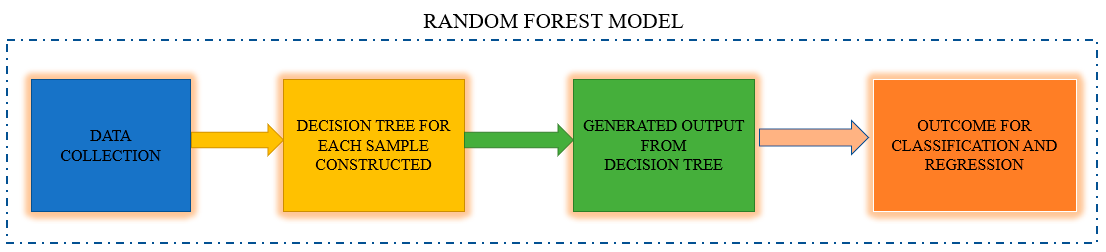 RANDOM FOREST MODEL
DATA
COLLECTION
DECISION TREE FOR
EACH SAMPLE
CONSTRUCTED
GENERATED OUTPUT
FROM
DECISION TREE
OUTCOME FOR
CLASSIFICATION AND
REGRESSION